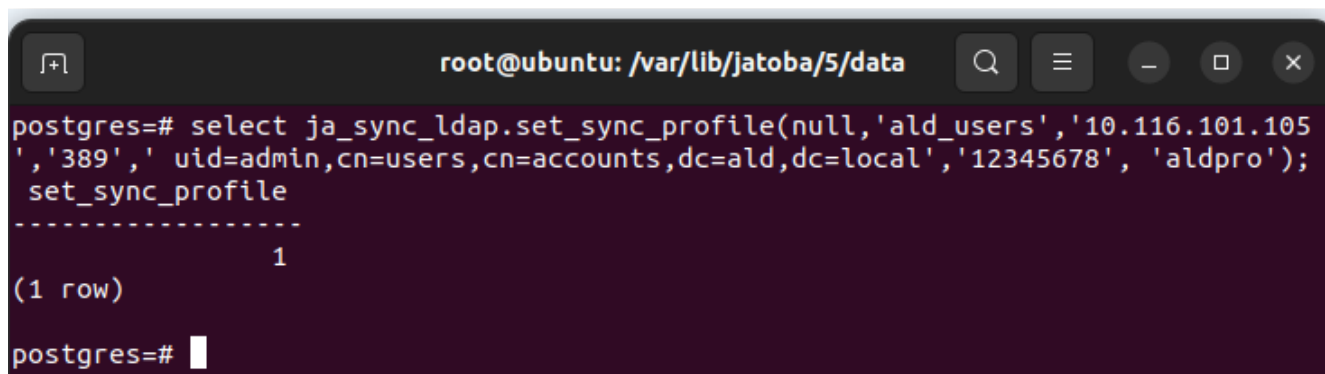 root@ubuntu: /var/lib/jatoba/5/data
postgres=# select ja_sync_ldap.set_sync_profile(null,'ald_users','10.116.101.105
','389',' uid=admin,cn=users,cn=accounts,dc=ald,dc=local','12345678', 'aldpro');
 set_sync_profile
------------------
                1
(1 row)
postgres=#